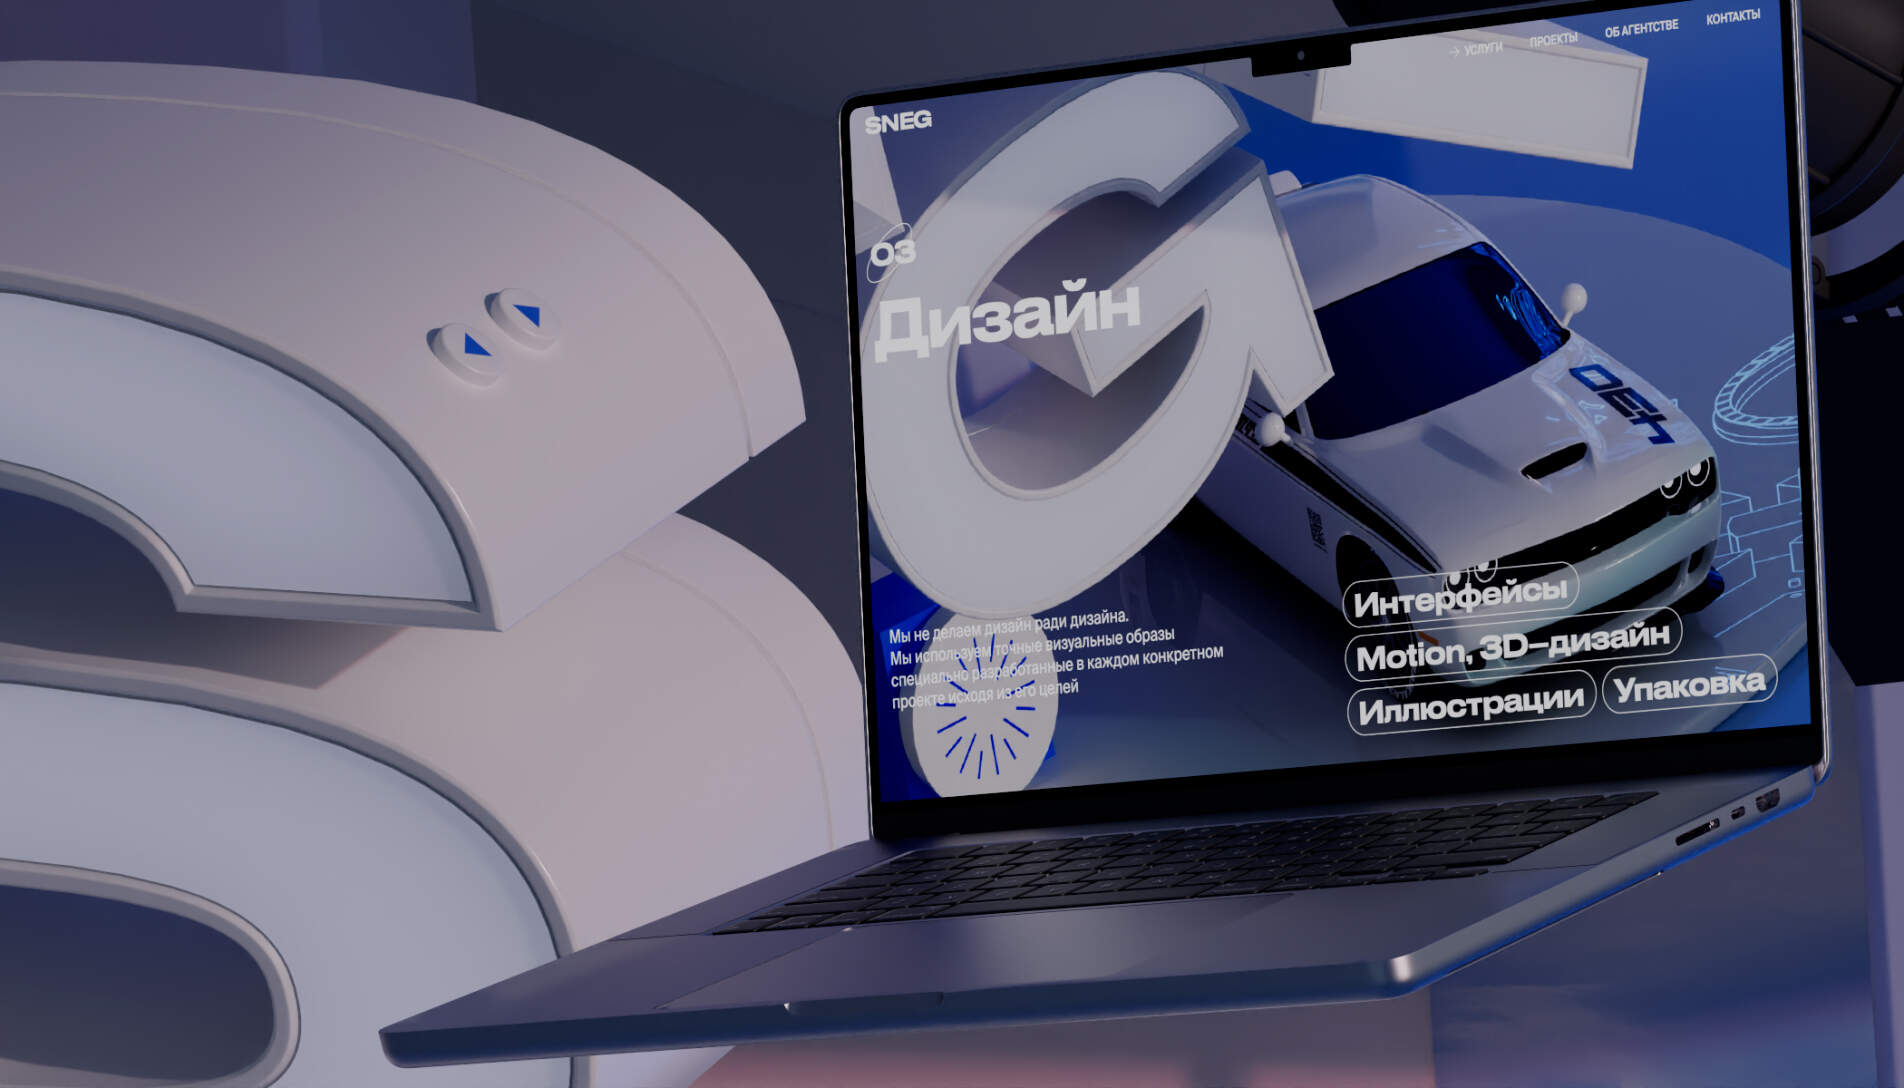 → УСЛУГИ
ПРОЕКТЫ
ОБ АГЕНТСТВЕ
КОНТАКТЫ
SNEG
03
Дизайн
Мы не делаем дизайн ради дизайна.
Мы используем точные визуальные образы
специально разработанные в каждом конкретном
проекте исходя из его целей
Интерфейсы
Motion, 3D–дизайн
Иллюстрации
Упаковка